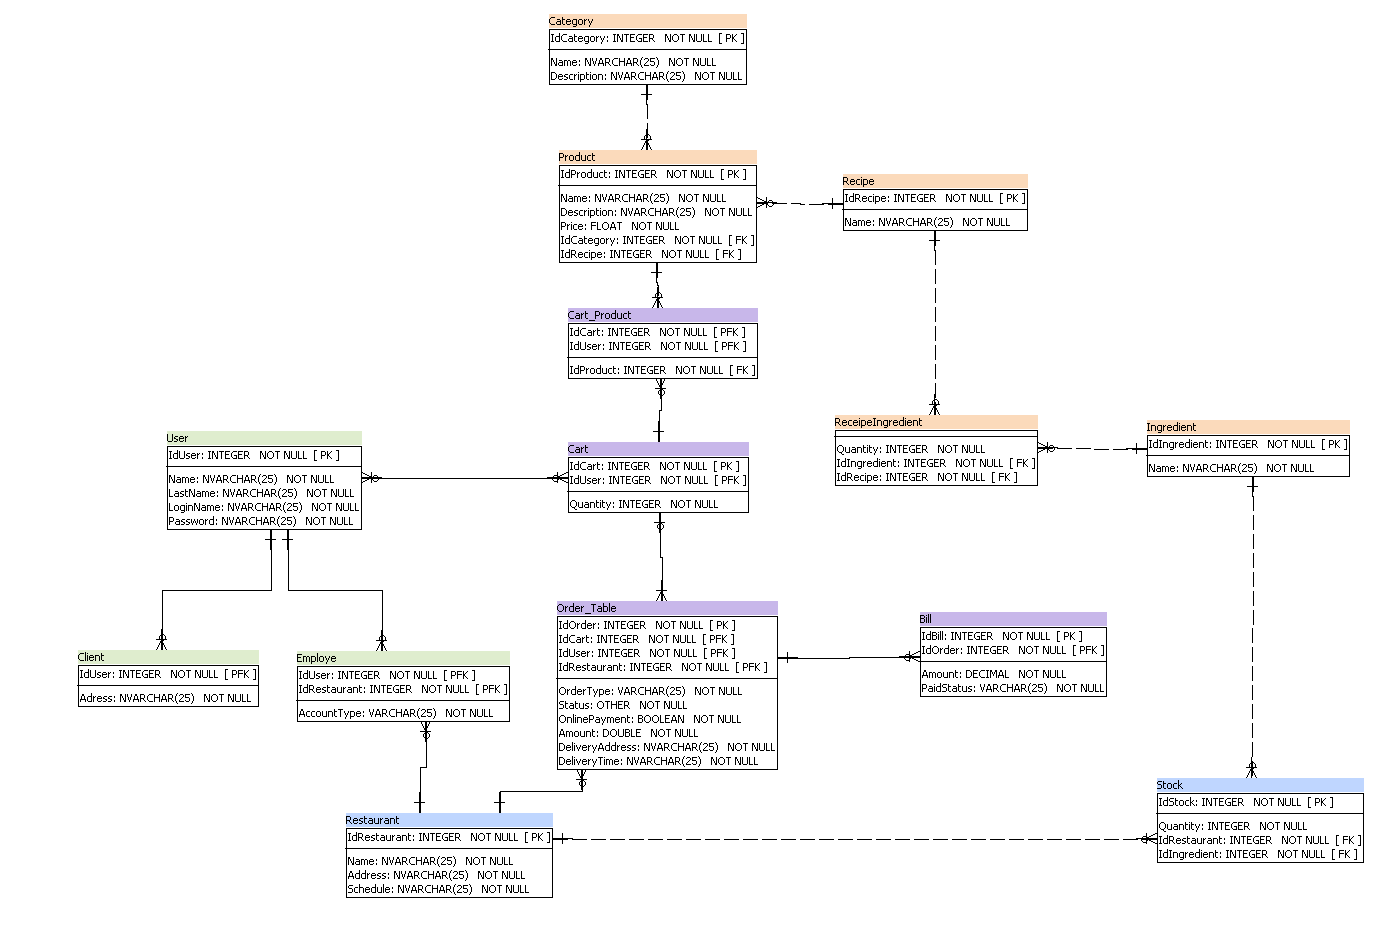 Category
IdCategory: INTEGER NOT NULL [ PK ]
Name: NVARCHAR(25) NOT NULL
Description: NVARCHAR(25) NOT NULL
Product
IdProduct: INTEGER NOT NULL [ PK ]
Name: NVARCHAR(25) NOT NULL
Description: NVARCHAR(25) NOT NULL
Price: FLOAT NOT NULL
IdCategory: INTEGER NOT NULL [ FK ]
IdRecipe: INTEGER NOT NULL [ FK ]
Recipe
IdRecipe: INTEGER NOT NULL [ PK ]
Name: NVARCHAR(25) NOT NULL
Cart_Product
IdCart: INTEGER NOT NULL [ PFK ]
IdUser: INTEGER NOT NULL [ PFK ]
IdProduct: INTEGER NOT NULL [ FK ]
ReceipeIngredient
Quantity: INTEGER NOT NULL
IdIngredient: INTEGER NOT NULL [ FK ]
IdRecipe: INTEGER NOT NULL [ FK ]
Ingredient
IdIngredient: INTEGER NOT NULL [ PK ]
Name: NVARCHAR(25) NOT NULL
User
IdUser: INTEGER NOT NULL [ PK ]
Name: NVARCHAR(25) NOT NULL
LastName: NVARCHAR(25) NOT NULL
LoginName: NVARCHAR(25) NOT NULL
Password: NVARCHAR(25) NOT NULL
Cart
IdCart: INTEGER NOT NULL [ PK ]
IdUser: INTEGER NOT NULL [ PFK ]
Quantity: INTEGER NOT NULL
Client
IdUser: INTEGER NOT NULL [ PFK ]
Adress: NVARCHAR(25) NOT NULL
Employe
IdUser: INTEGER NOT NULL [ PFK ]
IdRestaurant: INTEGER NOT NULL [ PFK ]
AccountType: VARCHAR(25) NOT NULL
Order_Table
IdOrder: INTEGER NOT NULL [ PK ]
IdCart: INTEGER NOT NULL [ PFK ]
IdUser: INTEGER NOT NULL [ PFK ]
IdRestaurant: INTEGER NOT NULL [ PFK ]
OrderType: VARCHAR(25) NOT NULL
Status: OTHER NOT NULL
OnlinePayment: BOOLEAN NOT NULL
Amount: DOUBLE NOT NULL
DeliveryAddress: NVARCHAR(25) NOT NULL
DeliveryTime: NVARCHAR(25) NOT NULL
Bill
IdBill: INTEGER NOT NULL [ PK ]
IdOrder: INTEGER NOT NULL [ PFK ]
Amount: DECIMAL NOT NULL
PaidStatus: VARCHAR(25) NOT NULL
Restaurant
IdRestaurant: INTEGER NOT NULL [ PK ]
Name: NVARCHAR(25) NOT NULL
Address: NVARCHAR(25) NOT NULL
Schedule: NVARCHAR(25) NOT NULL
Stock
IdStock: INTEGER NOT NULL [ PK ]
Quantity: INTEGER NOT NULL
IdRestaurant: INTEGER NOT NULL [ FK ]
IdIngredient: INTEGER NOT NULL [ FK ]